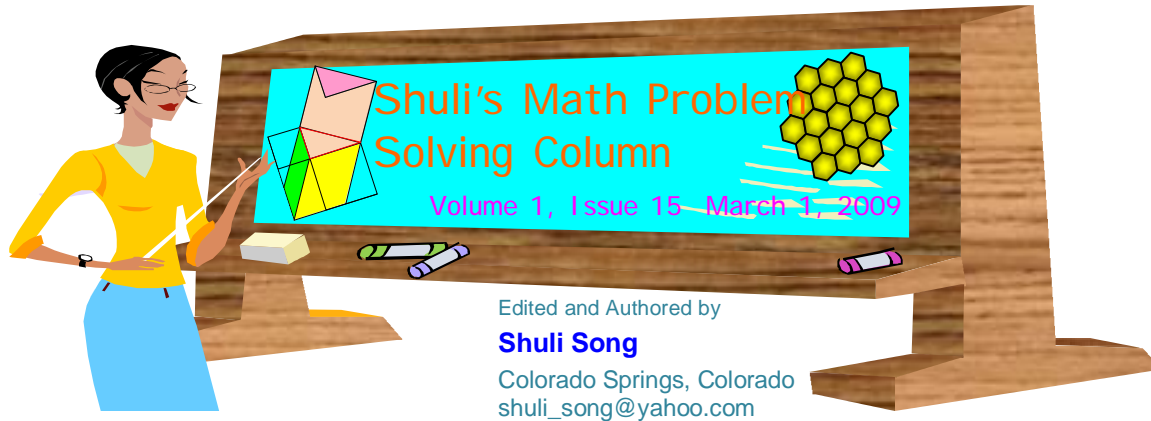 Shuli's Math Problem
Solving Column
Volume 1, Issue 15 March 1, 2009
Edited and Authored by
Shuli Song
Colorado Springs, Colorado
shuli_song@yahoo.com